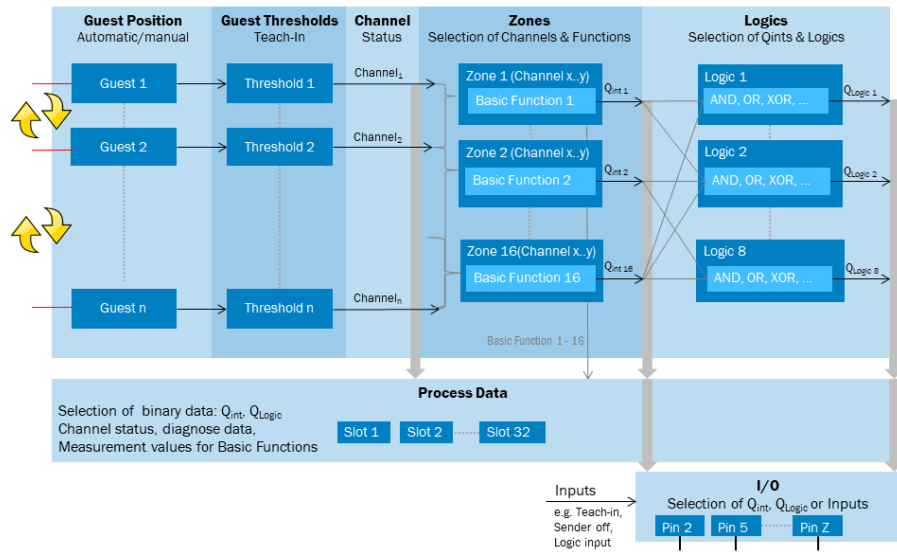 Guest Position
Automatic/manual
Guest Thresholds
Teach-In
Channel
Status
Zones
Selection of Channels & Functions
Logics
Selection of Qints & Logics
Guest 1
Threshold 1
Channel1
Zone 1 (Channel x..y)
Basic Function 1
Qint 1
Logic 1
AND, OR, XOR, ...
QLogic 1
Guest 2
Threshold 2
Channel2
Zone 2 (Channel x..y)
Basic Function 2
Qint 2
Logic 2
AND, OR, XOR, ...
QLogic 2
Zone 16(Channel x..y)
Basic Function 16
Qint 16
Logic 8
AND, OR, XOR, ...
QLogic 8
Guest n
Threshold n
Channeln
Basic Function 1 - 16
Process Data
Selection of binary data: Qint, QLogic
Channel status, diagnose data,
Measurement values for Basic Functions
Slot 1
Slot 2
Slot 32
Inputs
e.g. Teach-in,
Sender off,
Logic input
I/O
Selection of Qint, QLogic or Inputs
Pin 2
Pin 5
Pin Z